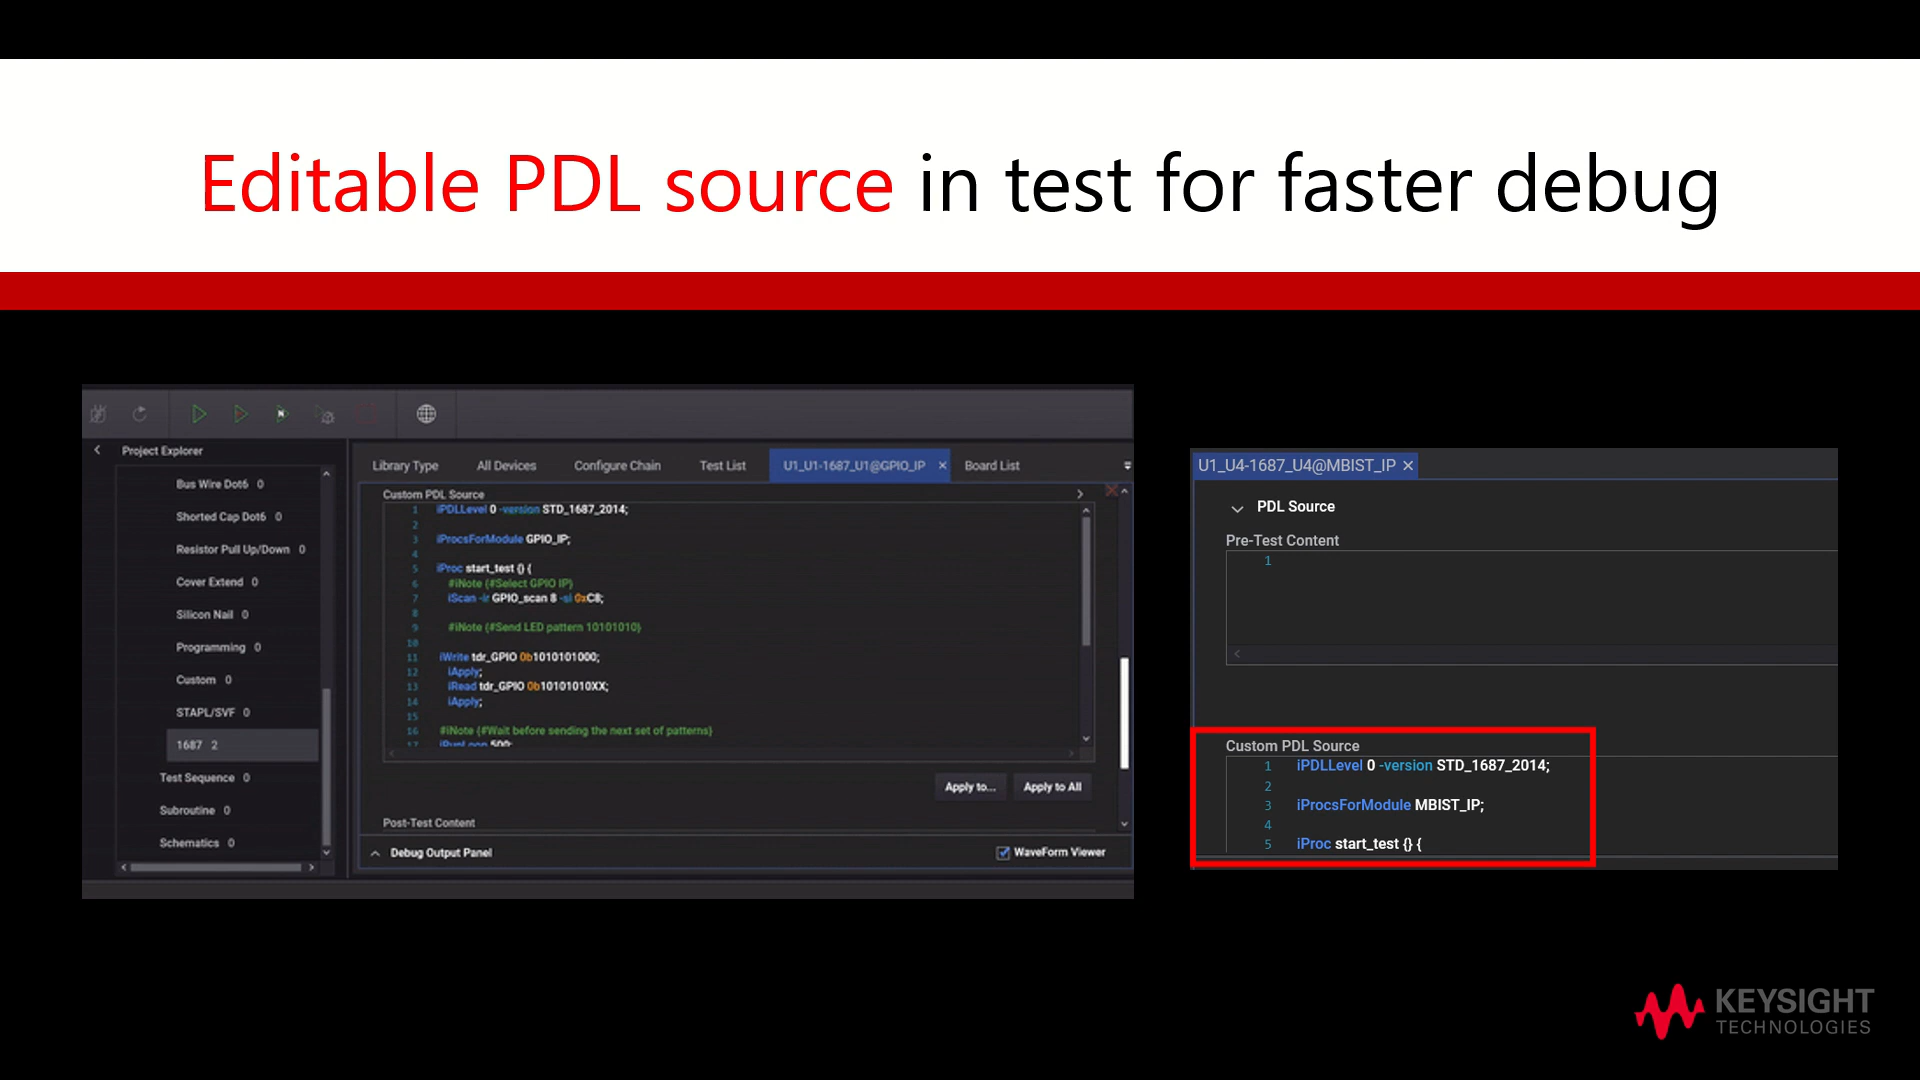 Editable PDL source in test for faster debug
Project Explorer
Bus Wire Dot6 0
Shorted Cap Dot6 0
Resistor Pull Up/Down 0
Cover Extend 0
Silicon Nail 0
Programming 0
Custom 0
STAPL/SVF 0
1687 2
Test Sequence 0
Subroutine 0
Schematics 0
Library Type All Devices Configure Chain Test List U1_U1-1687_U1@GPIO_IP × Board List
Custom PDL Source
1 iPDLLevel 0 -version STD_1687_2014;
2
3 iProcsForModule GPIO_IP;
4
5 iProc start_test {} {
6 #iNote {#Select GPIO IP}
7 iScan -ir GPIO_scan 8 -si 0xC8;
8
9 #iNote {#Send LED pattern 10101010}
10
11 iWrite tdr_GPIO 0b1010101000;
12 iApply;
13 iRead tdr_GPIO 0b10101010XX;
14 iApply;
15
16 #iNote {#Wait before sending the next set of patterns}
17 iRunLoop 500;
Apply to... Apply to All
Post-Test Content
Debug Output Panel WaveForm Viewer
U1_U4-1687_U4@MBIST_IP ×
PDL Source
Pre-Test Content
1
Custom PDL Source
1 iPDLLevel 0 -version STD_1687_2014;
2
3 iProcsForModule MBIST_IP;
4
5 iProc start_test {} {
KEYSIGHT
TECHNOLOGIES